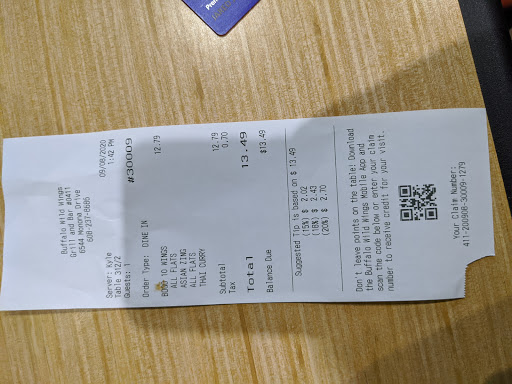 Buffalo Wild Wings
Grill and Bar #0411
6544 Monona Drive
608-237-8685
Server: Kyle 09/08/2020
Table 312/2 1:42 PM
Guests: 1
#30009
Order Type: DINE IN
BOGO 10 WINGS 12.79
ALL FLATS
ASIAN ZING
ALL FLATS
THAI CURRY
Subtotal 12.79
Tax 0.70
Total 13.49
Balance Due $13.49
Suggested Tip is based on $ 13.49
(15%) $ 2.02
(18%) $ 2.43
(20%) $ 2.70
Don't leave points on the table! Download
the Buffalo Wild Wings Mobile App and
scan the code below or enter your claim
number to receive credit for your visit.
Your Claim Number:
411-200908-30009-1279